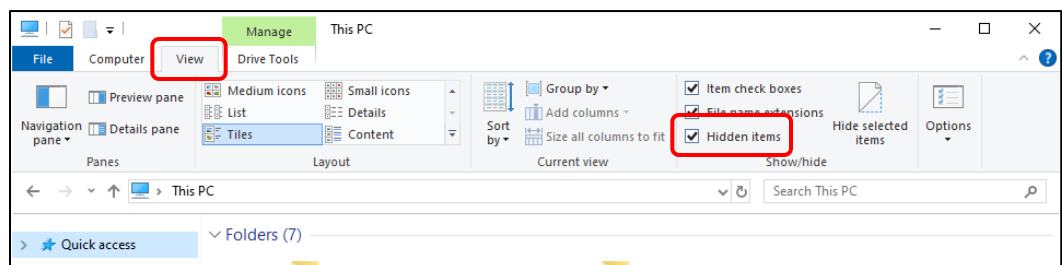 Manage This PC
File Computer View Drive Tools
Navigation pane
Preview pane
Details pane
Panes
Medium icons Small icons
List Details
Tiles Content
Layout
Sort by
Group by
Add columns
Size all columns to fit
Current view
Item check boxes
File name extensions
Hidden items
Hide selected items
Show/hide
Options
This PC
Search This PC
Quick access
Folders (7)